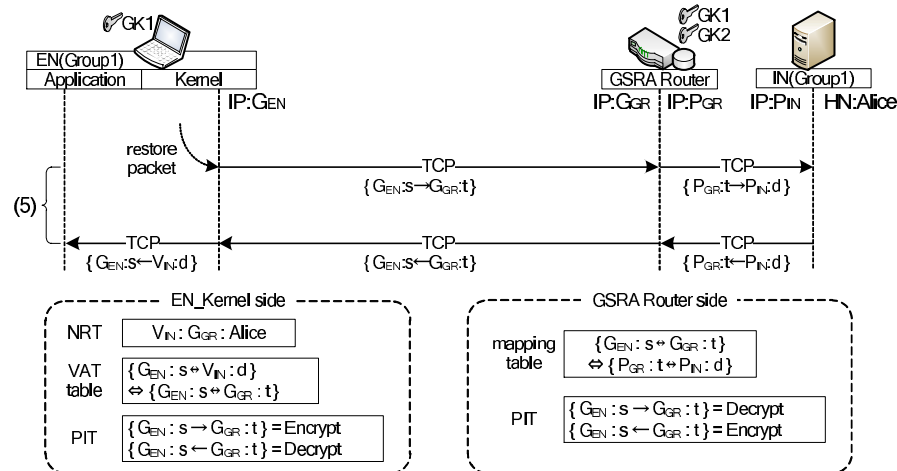 GK1
GK1
GK2
EN(Group1)
Application Kernel
GSRA Router
IN(Group1)
IP:GEN
IP:GGR IP:PGR
IP:PIN HN:Alice
restore
packet
TCP
{GEN:s→GGR:t}
TCP
{PGR:t→PIN:d}
(5)
TCP
{GEN:s←VIN:d}
TCP
{GEN:s←GGR:t}
TCP
{PGR:t←PIN:d}
EN_Kernel side
NRT
VIN : GGR : Alice
VAT
table
{GEN : s ↔ VIN : d}
⇔ {GEN : s ↔ GGR : t}
PIT
{GEN : s → GGR : t} = Encrypt
{GEN : s ← GGR : t} = Decrypt
GSRA Router side
mapping
table
{GEN : s ↔ GGR : t}
⇔ {PGR : t ↔ PIN : d}
PIT
{GEN : s → GGR : t} = Decrypt
{GEN : s ← GGR : t} = Encrypt